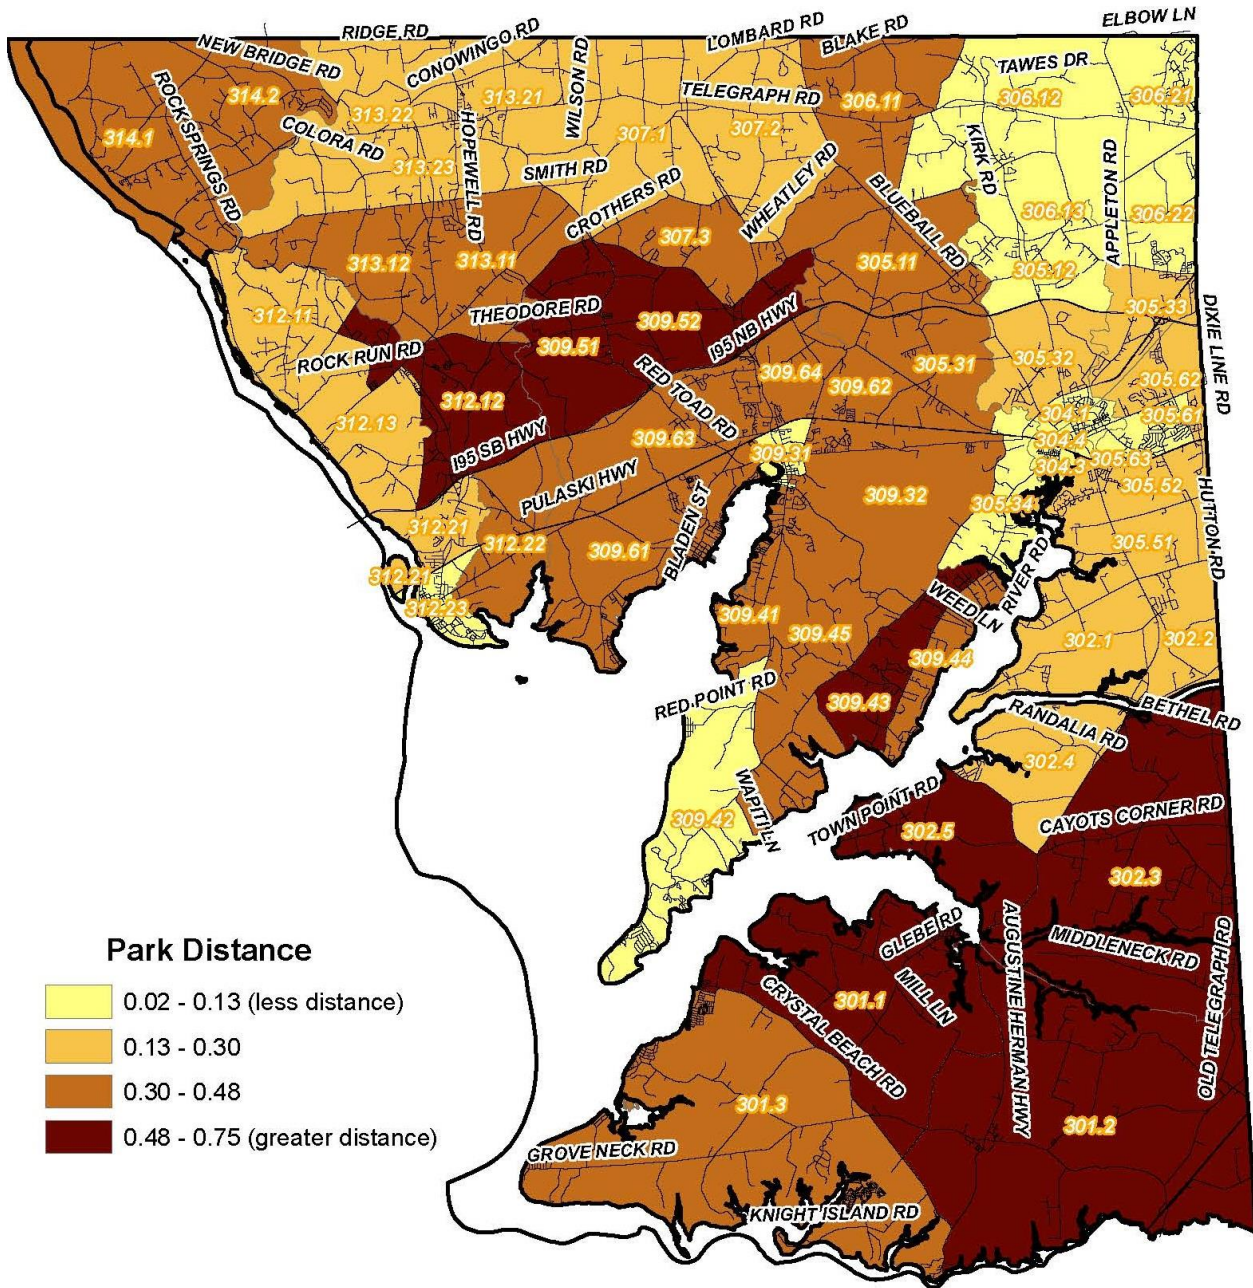 ELBOW LN
RIDGE RD
LOMBARD RD
BLAKE RD
NEW BRIDGE RD
CONOWINGO RD
WILSON RD
TAWES DR
ROCK SPRINGS RD
314.2
313.22
313.21
TELEGRAPH RD
306.11
306.12
306.21
314.1
COLORA RD
HOPEWELL RD
307.1
307.2
KIRK RD
313.23
SMITH RD
WHEATLEY RD
APPLETON RD
CROTHERS RD
BLUEBALL RD
306.13
306.22
307.3
313.12
313.11
305.11
305.12
312.11
THEODORE RD
309.52
I95 NB HWY
305.33
DIXIE LINE RD
ROCK RUN RD
309.51
305.32
RED TOAD RD
309.64
309.62
305.31
305.62
312.12
304.1
305.61
312.13
I95 SB HWY
309.63
309.31
304.4
304.3
305.63
PULASKI HWY
309.32
305.52
HUTTON RD
305.34
312.21
BLADEN ST
312.22
309.61
305.51
RIVER RD
312.21
312.23
WEED LN
309.41
309.45
309.44
302.1
302.2
RED POINT RD
309.43
BETHEL RD
RANDALIA RD
302.4
WAPITI LN
TOWN POINT RD
309.42
302.5
CAYOTS CORNER RD
302.3
GLEBE RD
AUGUSTINE HERMAN HWY
MIDDLENECK RD
Park Distance
0.02 - 0.13 (less distance)
0.13 - 0.30
0.30 - 0.48
0.48 - 0.75 (greater distance)
CRYSTAL BEACH RD
301.1
MILL LN
OLD TELEGRAPH RD
301.3
301.2
GROVE NECK RD
KNIGHT ISLAND RD